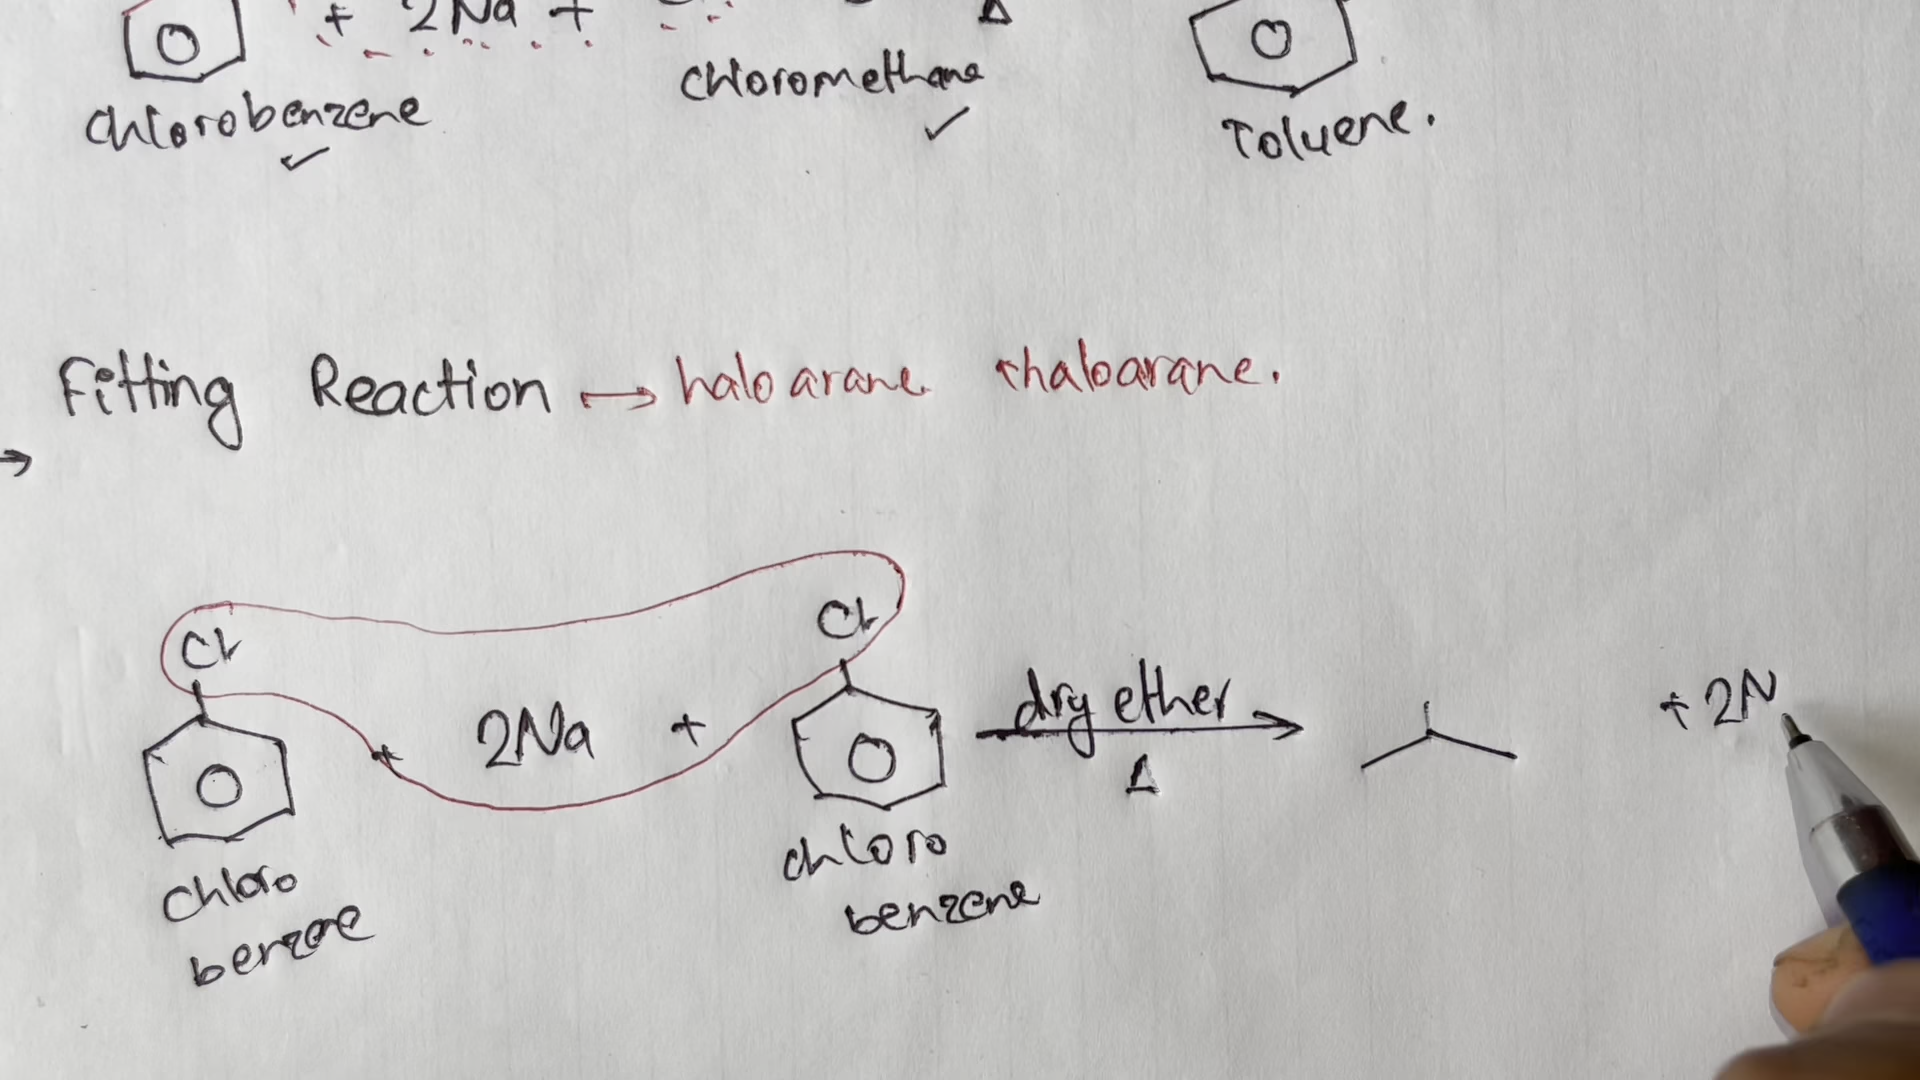 + 2Na +
Δ
chlorobenzene
chloromethane
Toluene.
Fitting Reaction → haloarane + haloarane.
→
Cl
Cl
+ 2Na + dry ether + 2N
Δ
chloro
benzene
chloro
benzene